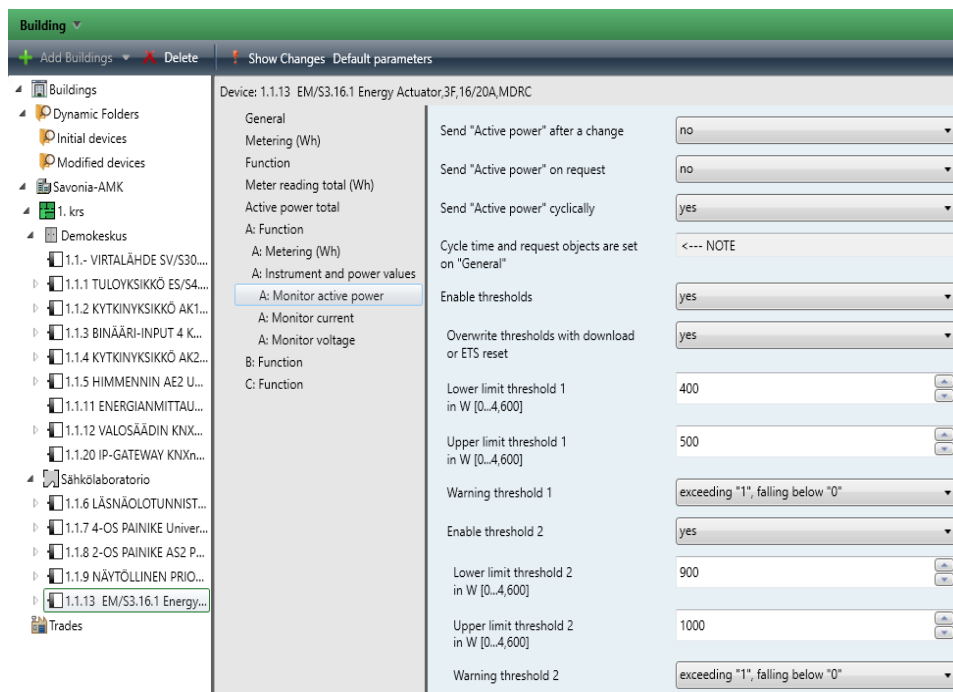 Building
Add Buildings Delete Show Changes Default parameters
Buildings
Dynamic Folders
Initial devices
Modified devices
Savonia-AMK
1. krs
Demokeskus
1.1.- VIRTALÄHDE SV/S30....
1.1.1 TULOYKSIKKÖ ES/S4....
1.1.2 KYTKINYKSIKKÖ AK1...
1.1.3 BINÄÄRI-INPUT 4 K...
1.1.4 KYTKINYKSIKKÖ AK2...
1.1.5 HIMMENNIN AE2 U...
1.1.11 ENERGIANMITTAU...
1.1.12 VALOSÄÄDIN KNX...
1.1.20 IP-GATEWAY KNXn...
Sähkölaboratorio
1.1.6 LÄSNÄOLOTUNNIST...
1.1.7 4-OS PAINIKE Univer...
1.1.8 2-OS PAINIKE AS2 P...
1.1.9 NÄYTÖLLINEN PRIO...
1.1.13 EM/S3.16.1 Energy...
Trades
Device: 1.1.13 EM/S3.16.1 Energy Actuator,3F,16/20A,MDRC
General
Metering (Wh)
Function
Meter reading total (Wh)
Active power total
A: Function
A: Metering (Wh)
A: Instrument and power values
A: Monitor active power
A: Monitor current
A: Monitor voltage
B: Function
C: Function
Send "Active power" after a change no
Send "Active power" on request no
Send "Active power" cyclically yes
Cycle time and request objects are set <--- NOTE
on "General"
Enable thresholds yes
Overwrite thresholds with download yes
or ETS reset
Lower limit threshold 1 400
in W [0...4,600]
Upper limit threshold 1 500
in W [0...4,600]
Warning threshold 1 exceeding "1", falling below "0"
Enable threshold 2 yes
Lower limit threshold 2 900
in W [0...4,600]
Upper limit threshold 2 1000
in W [0...4,600]
Warning threshold 2 exceeding "1", falling below "0"